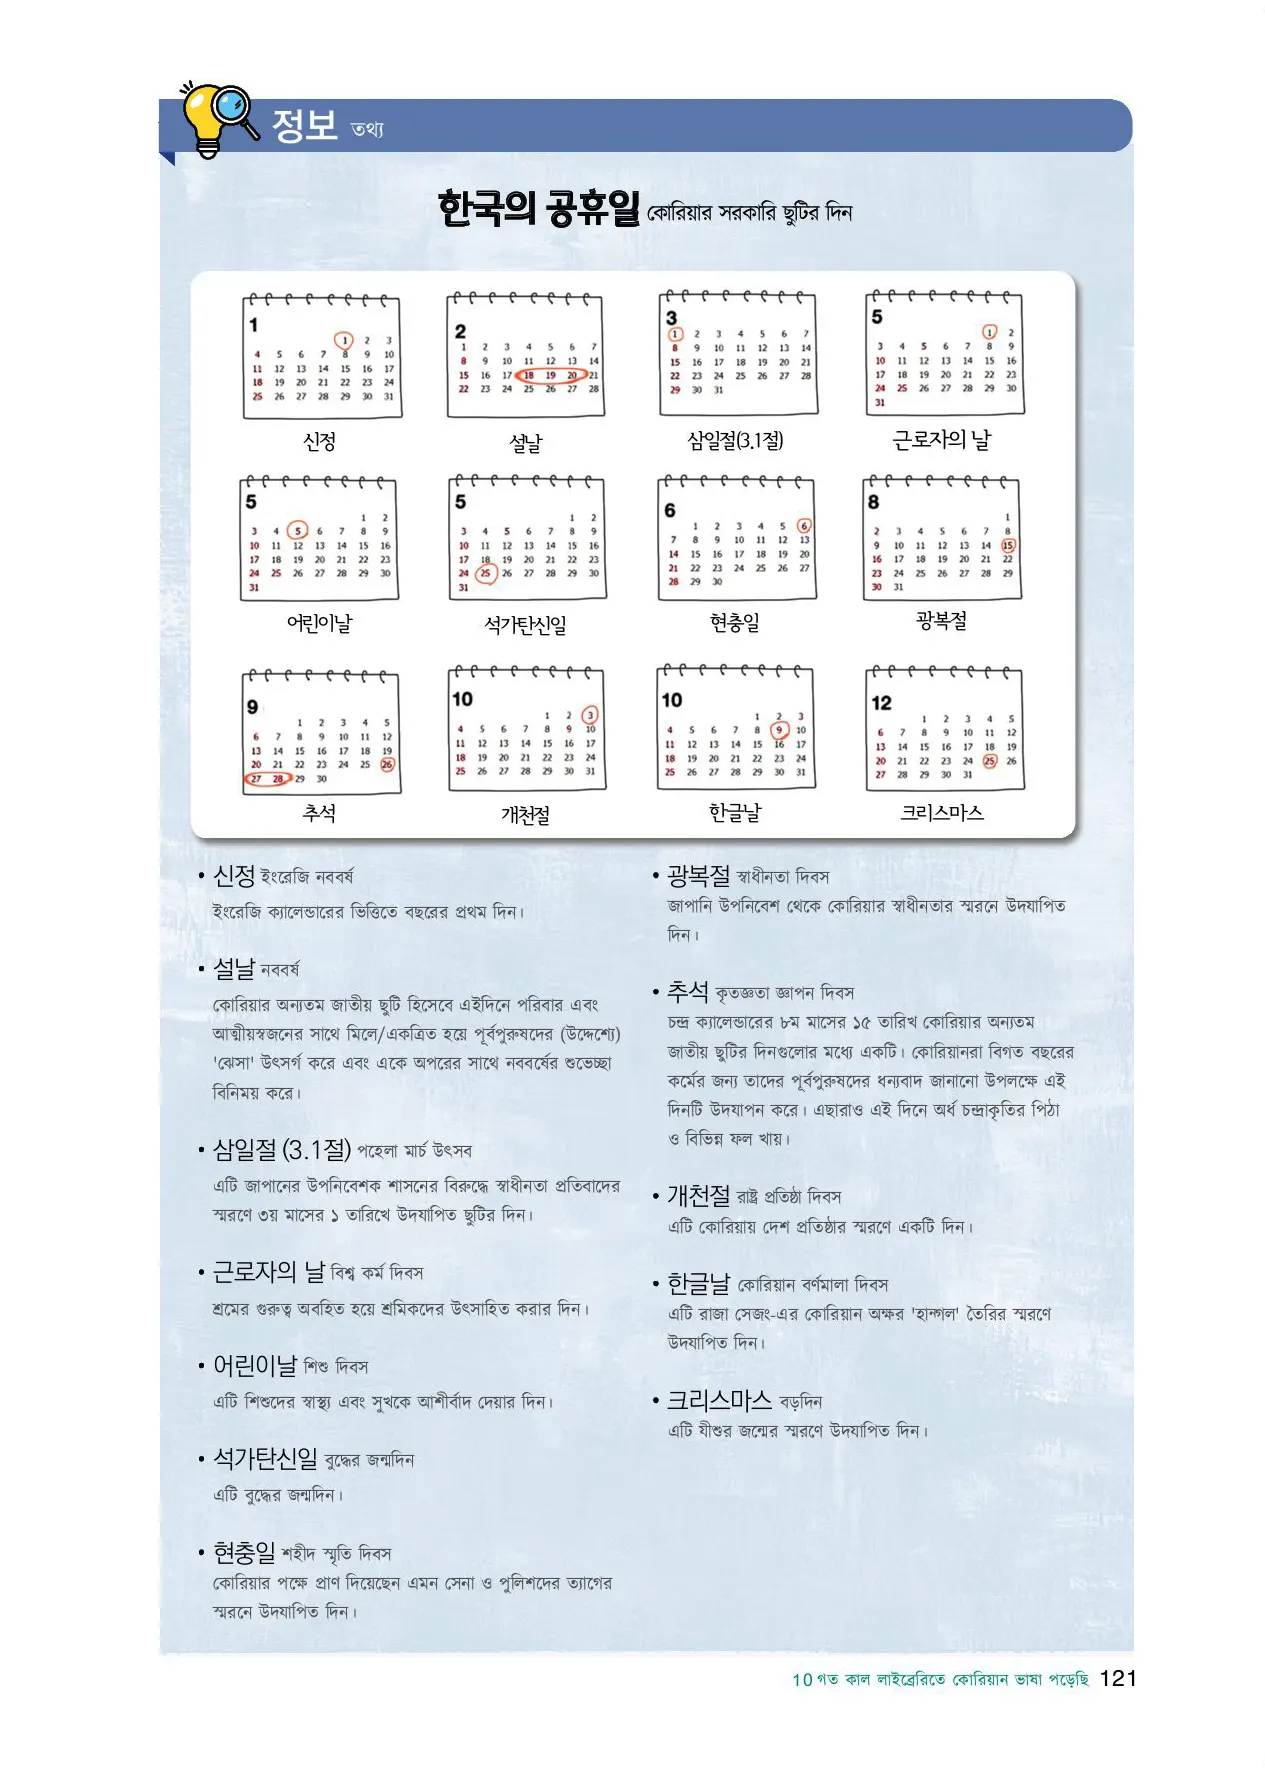 정보 তথ্য
한국의 공휴일 কোরিয়ার সরকারি ছুটির দিন
1
1 2 3
4 5 6 7 8 9 10
11 12 13 14 15 16 17
18 19 20 21 22 23 24
25 26 27 28 29 30 31
신정
2
1 2 3 4 5 6 7
8 9 10 11 12 13 14
15 16 17 18 19 20 21
22 23 24 25 26 27 28
설날
3
1 2 3 4 5 6 7
8 9 10 11 12 13 14
15 16 17 18 19 20 21
22 23 24 25 26 27 28
29 30 31
삼일절(3.1절)
5
1 2
3 4 5 6 7 8 9
10 11 12 13 14 15 16
17 18 19 20 21 22 23
24 25 26 27 28 29 30
31
근로자의 날
5
1 2
3 4 5 6 7 8 9
10 11 12 13 14 15 16
17 18 19 20 21 22 23
24 25 26 27 28 29 30
31
어린이날
5
1 2
3 4 5 6 7 8 9
10 11 12 13 14 15 16
17 18 19 20 21 22 23
24 25 26 27 28 29 30
31
석가탄신일
6
1 2 3 4 5 6
7 8 9 10 11 12 13
14 15 16 17 18 19 20
21 22 23 24 25 26 27
28 29 30
현충일
8
1
2 3 4 5 6 7 8
9 10 11 12 13 14 15
16 17 18 19 20 21 22
23 24 25 26 27 28 29
30 31
광복절
9
1 2 3 4 5
6 7 8 9 10 11 12
13 14 15 16 17 18 19
20 21 22 23 24 25 26
27 28 29 30
추석
10
1 2 3
4 5 6 7 8 9 10
11 12 13 14 15 16 17
18 19 20 21 22 23 24
25 26 27 28 29 30 31
개천절
10
1 2 3
4 5 6 7 8 9 10
11 12 13 14 15 16 17
18 19 20 21 22 23 24
25 26 27 28 29 30 31
한글날
12
1 2 3 4 5
6 7 8 9 10 11 12
13 14 15 16 17 18 19
20 21 22 23 24 25 26
27 28 29 30 31
크리스마스
• 신정 ইংরেজি নববর্ষ
ইংরেজি ক্যালেন্ডারের ভিত্তিতে বছরের প্রথম দিন।
• 설날 নববর্ষ
কোরিয়ার অন্যতম জাতীয় ছুটি হিসেবে এইদিনে পরিবার এবং
আত্মীয়স্বজনের সাথে মিলে/একত্রিত হয়ে পূর্বপুরুষদের (উদ্দেশ্যে)
'ঝেসা' উৎসর্গ করে এবং একে অপরের সাথে নববর্ষের শুভেচ্ছা
বিনিময় করে।
• 삼일절 (3.1절) পহেলা মার্চ উৎসব
এটি জাপানের উপনিবেশক শাসনের বিরুদ্ধে স্বাধীনতা প্রতিবাদের
স্মরণে ৩য় মাসের ১ তারিখে উদযাপিত ছুটির দিন।
• 근로자의 날 বিশ্ব কর্ম দিবস
শ্রমের গুরুত্ব অবহিত হয়ে শ্রমিকদের উৎসাহিত করার দিন।
• 어린이날 শিশু দিবস
এটি শিশুদের স্বাস্থ্য এবং সুখকে আশীর্বাদ দেয়ার দিন।
• 석가탄신일 বুদ্ধের জন্মদিন
এটি বুদ্ধের জন্মদিন।
• 현충일 শহীদ স্মৃতি দিবস
কোরিয়ার পক্ষে প্রাণ দিয়েছেন এমন সেনা ও পুলিশদের ত্যাগের
স্মরনে উদযাপিত দিন।
• 광복절 স্বাধীনতা দিবস
জাপানি উপনিবেশ থেকে কোরিয়ার স্বাধীনতার স্মরনে উদযাপিত
দিন।
• 추석 কৃতজ্ঞতা জ্ঞাপন দিবস
চন্দ্র ক্যালেন্ডারের ৮ম মাসের ১৫ তারিখ কোরিয়ার অন্যতম
জাতীয় ছুটির দিনগুলোর মধ্যে একটি। কোরিয়ানরা বিগত বছরের
কর্মের জন্য তাদের পূর্বপুরুষদের ধন্যবাদ জানানো উপলক্ষে এই
দিনটি উদযাপন করে। এছারাও এই দিনে অর্ধ চন্দ্রাকৃতির পিঠা
ও বিভিন্ন ফল খায়।
• 개천절 রাষ্ট্র প্রতিষ্ঠা দিবস
এটি কোরিয়ায় দেশ প্রতিষ্ঠার স্মরণে একটি দিন।
• 한글날 কোরিয়ান বর্ণমালা দিবস
এটি রাজা সেজং-এর কোরিয়ান অক্ষর 'হান্গল' তৈরির স্মরণে
উদযাপিত দিন।
• 크리스마스 বড়দিন
এটি যীশুর জন্মের স্মরণে উদযাপিত দিন।
10 গত কাল লাইব্রেরিতে কোরিয়ান ভাষা পড়েছি 121